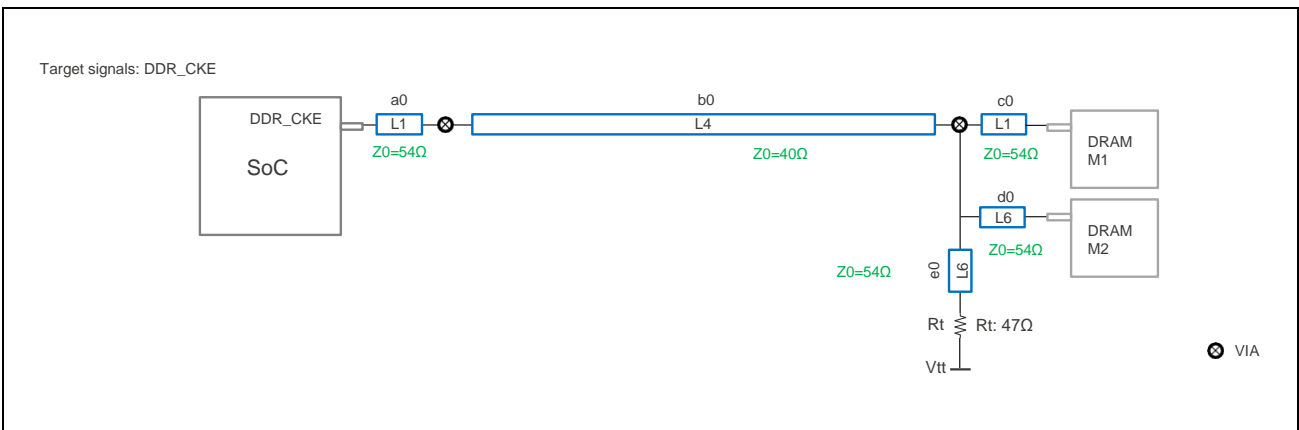 Target signals: DDR_CKE
a0
b0
c0
DDR_CKE
L1
L4
L1
DRAM
M1
Z0=54Ω
Z0=40Ω
Z0=54Ω
SoC
d0
L6
DRAM
M2
Z0=54Ω
Z0=54Ω
e0
L6
Rt
Rt: 47Ω
VIA
Vtt